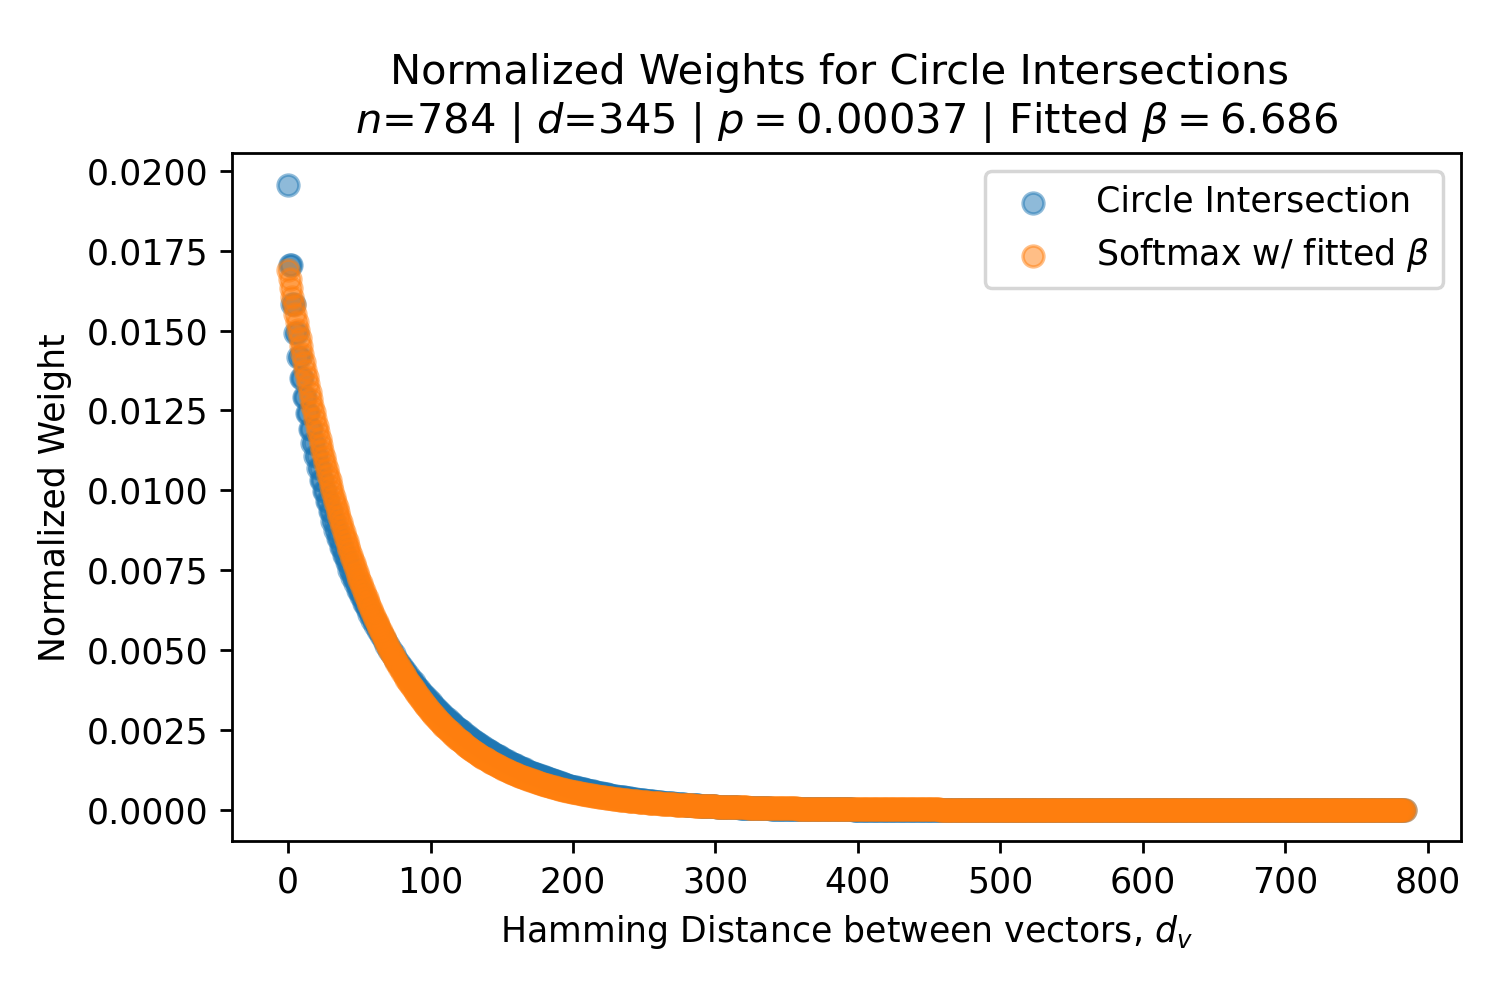 Normalized Weights for Circle Intersections
n=784 | d=345 | p = 0.00037 | Fitted β = 6.686
0.0200
0.0175
0.0150
0.0125
0.0100
0.0075
0.0050
0.0025
0.0000
Normalized Weight
Circle Intersection
Softmax w/ fitted β
0 100 200 300 400 500 600 700 800
Hamming Distance between vectors, dᵥ